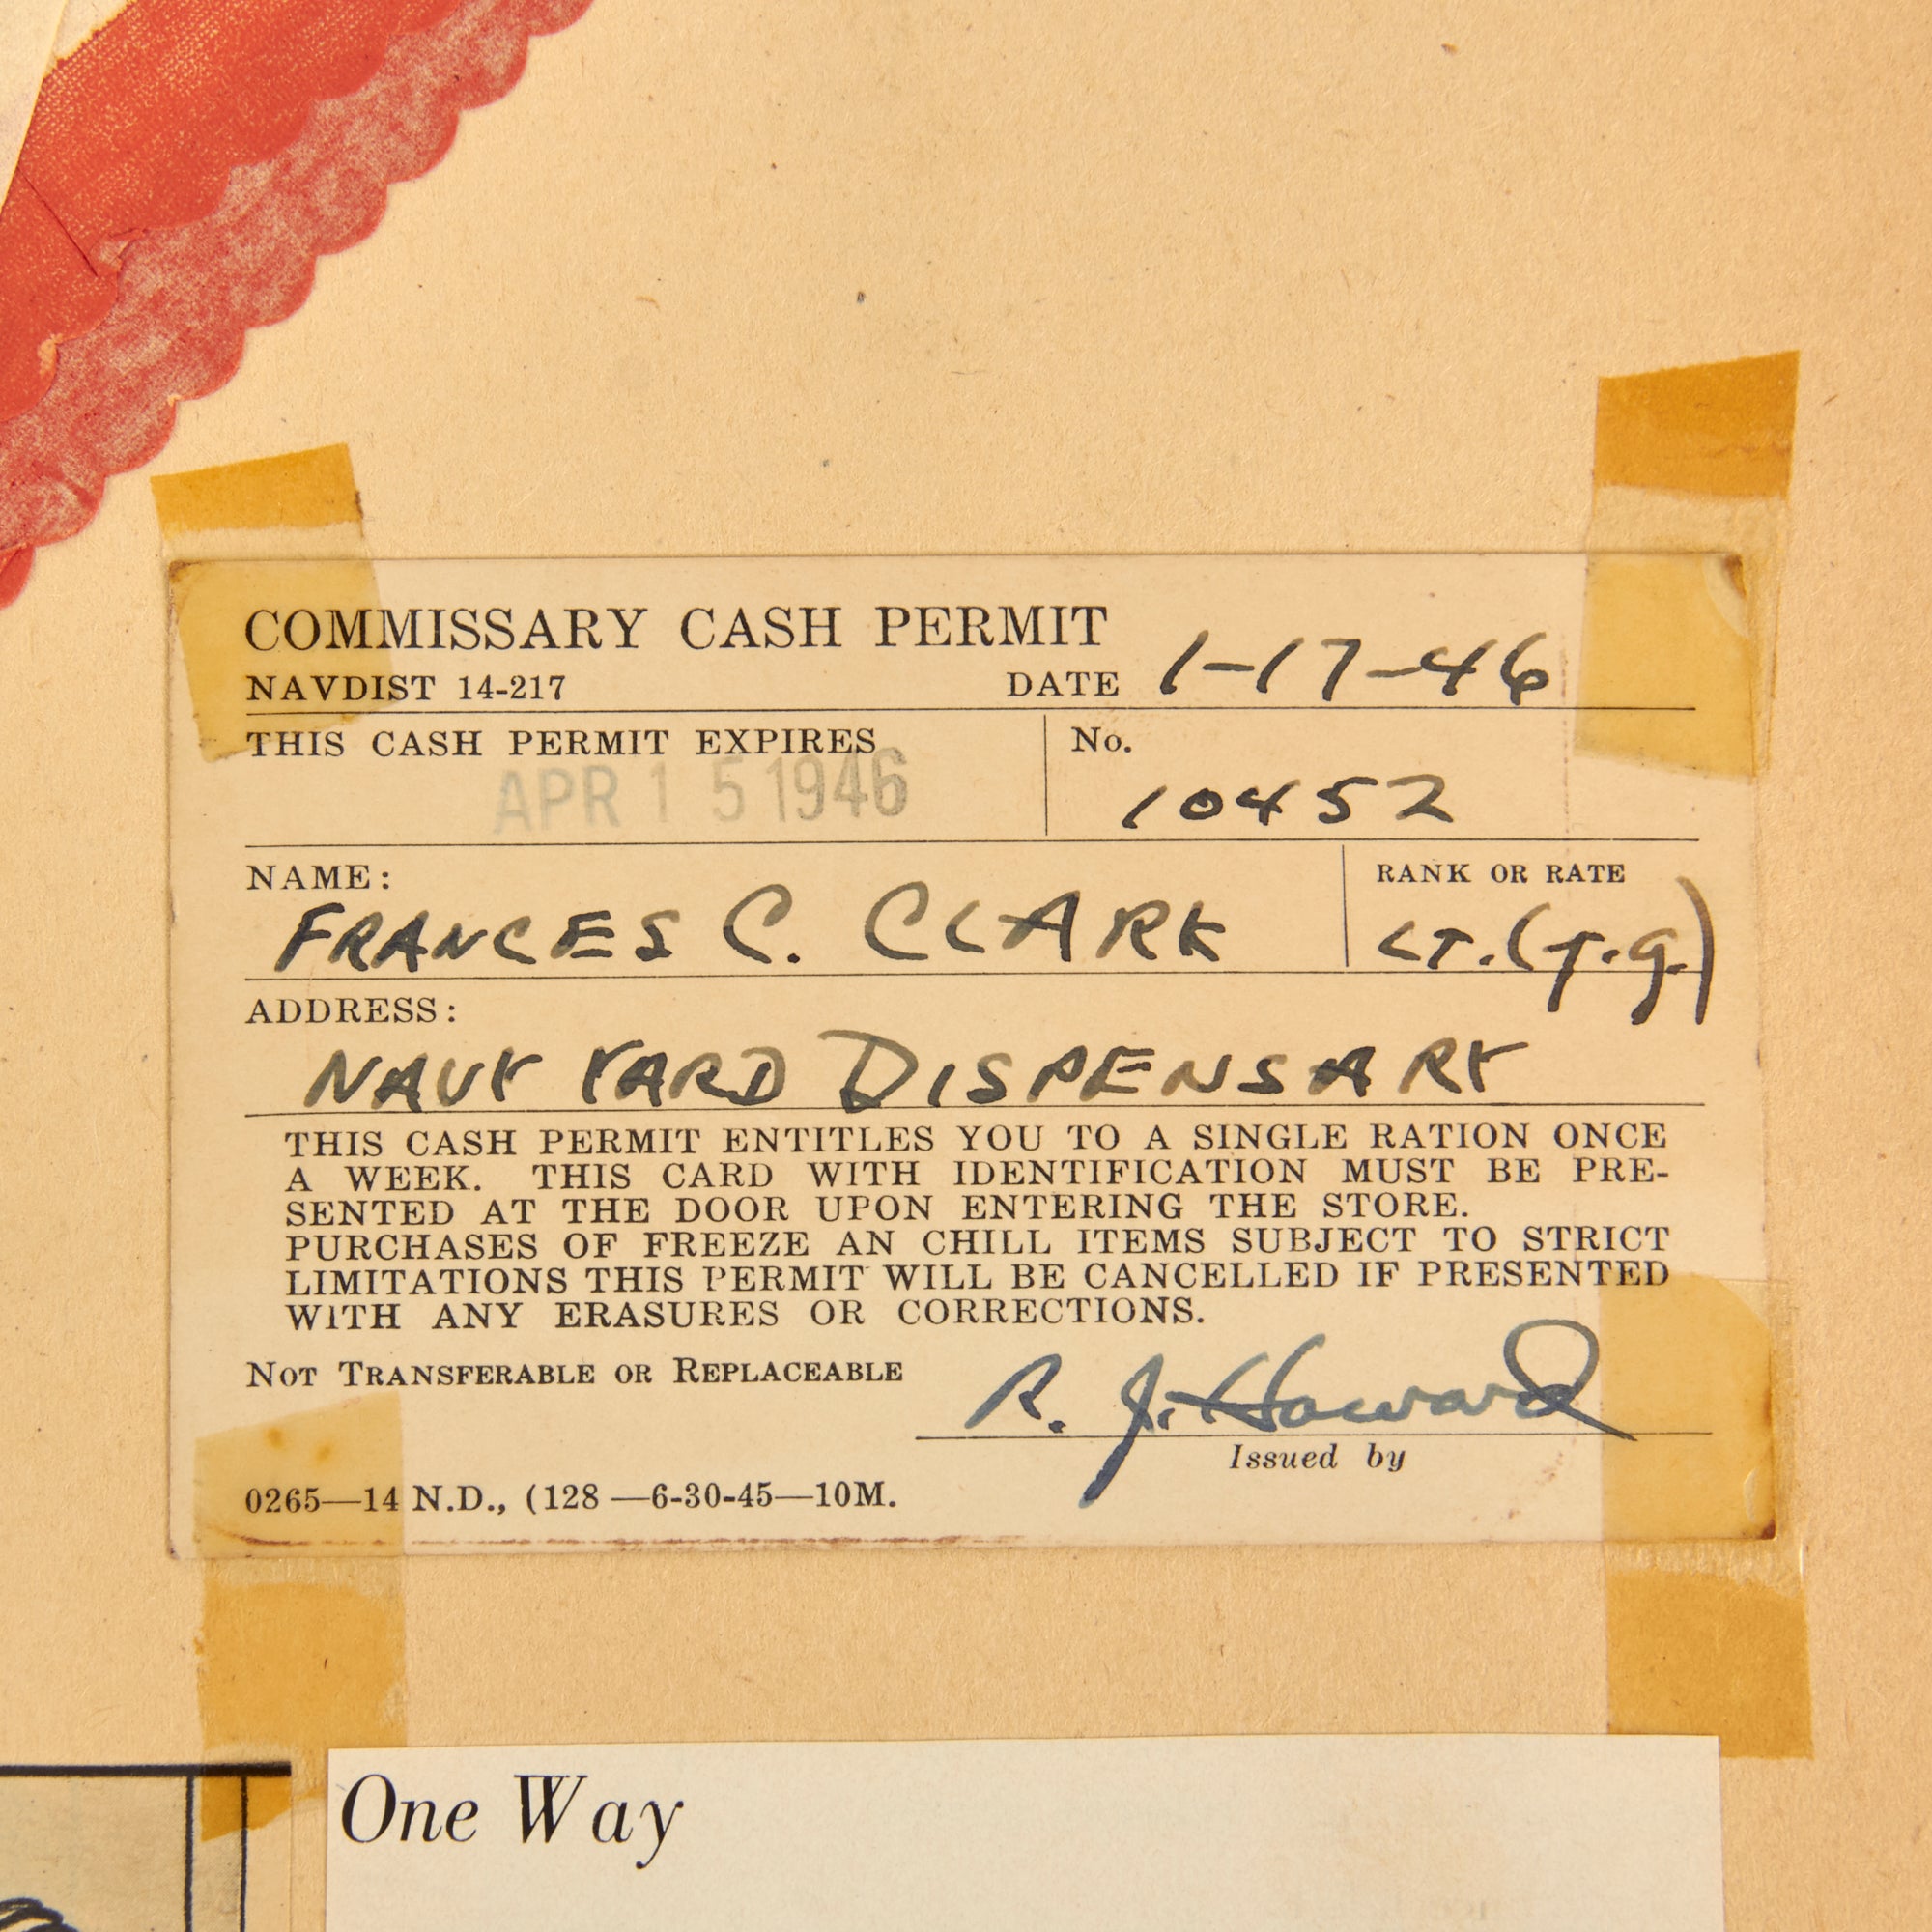 COMMISSARY CASH PERMIT
NAVDIST 14-217 DATE 1-17-46
THIS CASH PERMIT EXPIRES No.
APR 15 1946 10452
NAME: RANK OR RATE
FRANCES C. CLARK LT. (J.g.)
ADDRESS:
NAVY YARD DISPENSARY
THIS CASH PERMIT ENTITLES YOU TO A SINGLE RATION ONCE
A WEEK. THIS CARD WITH IDENTIFICATION MUST BE PRE-
SENTED AT THE DOOR UPON ENTERING THE STORE.
PURCHASES OF FREEZE AN CHILL ITEMS SUBJECT TO STRICT
LIMITATIONS THIS PERMIT WILL BE CANCELLED IF PRESENTED
WITH ANY ERASURES OR CORRECTIONS.
NOT TRANSFERABLE OR REPLACEABLE
R. J. Howard
Issued by
0265—14 N.D., (128 —6-30-45—10M.
One Way